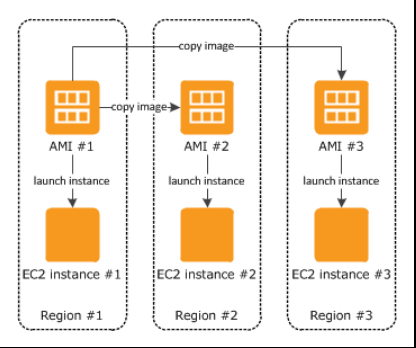 copy image
copy image
AMI #1 AMI #2 AMI #3
launch instance launch instance launch instance
EC2 instance #1 EC2 instance #2 EC2 instance #3
Region #1 Region #2 Region #3